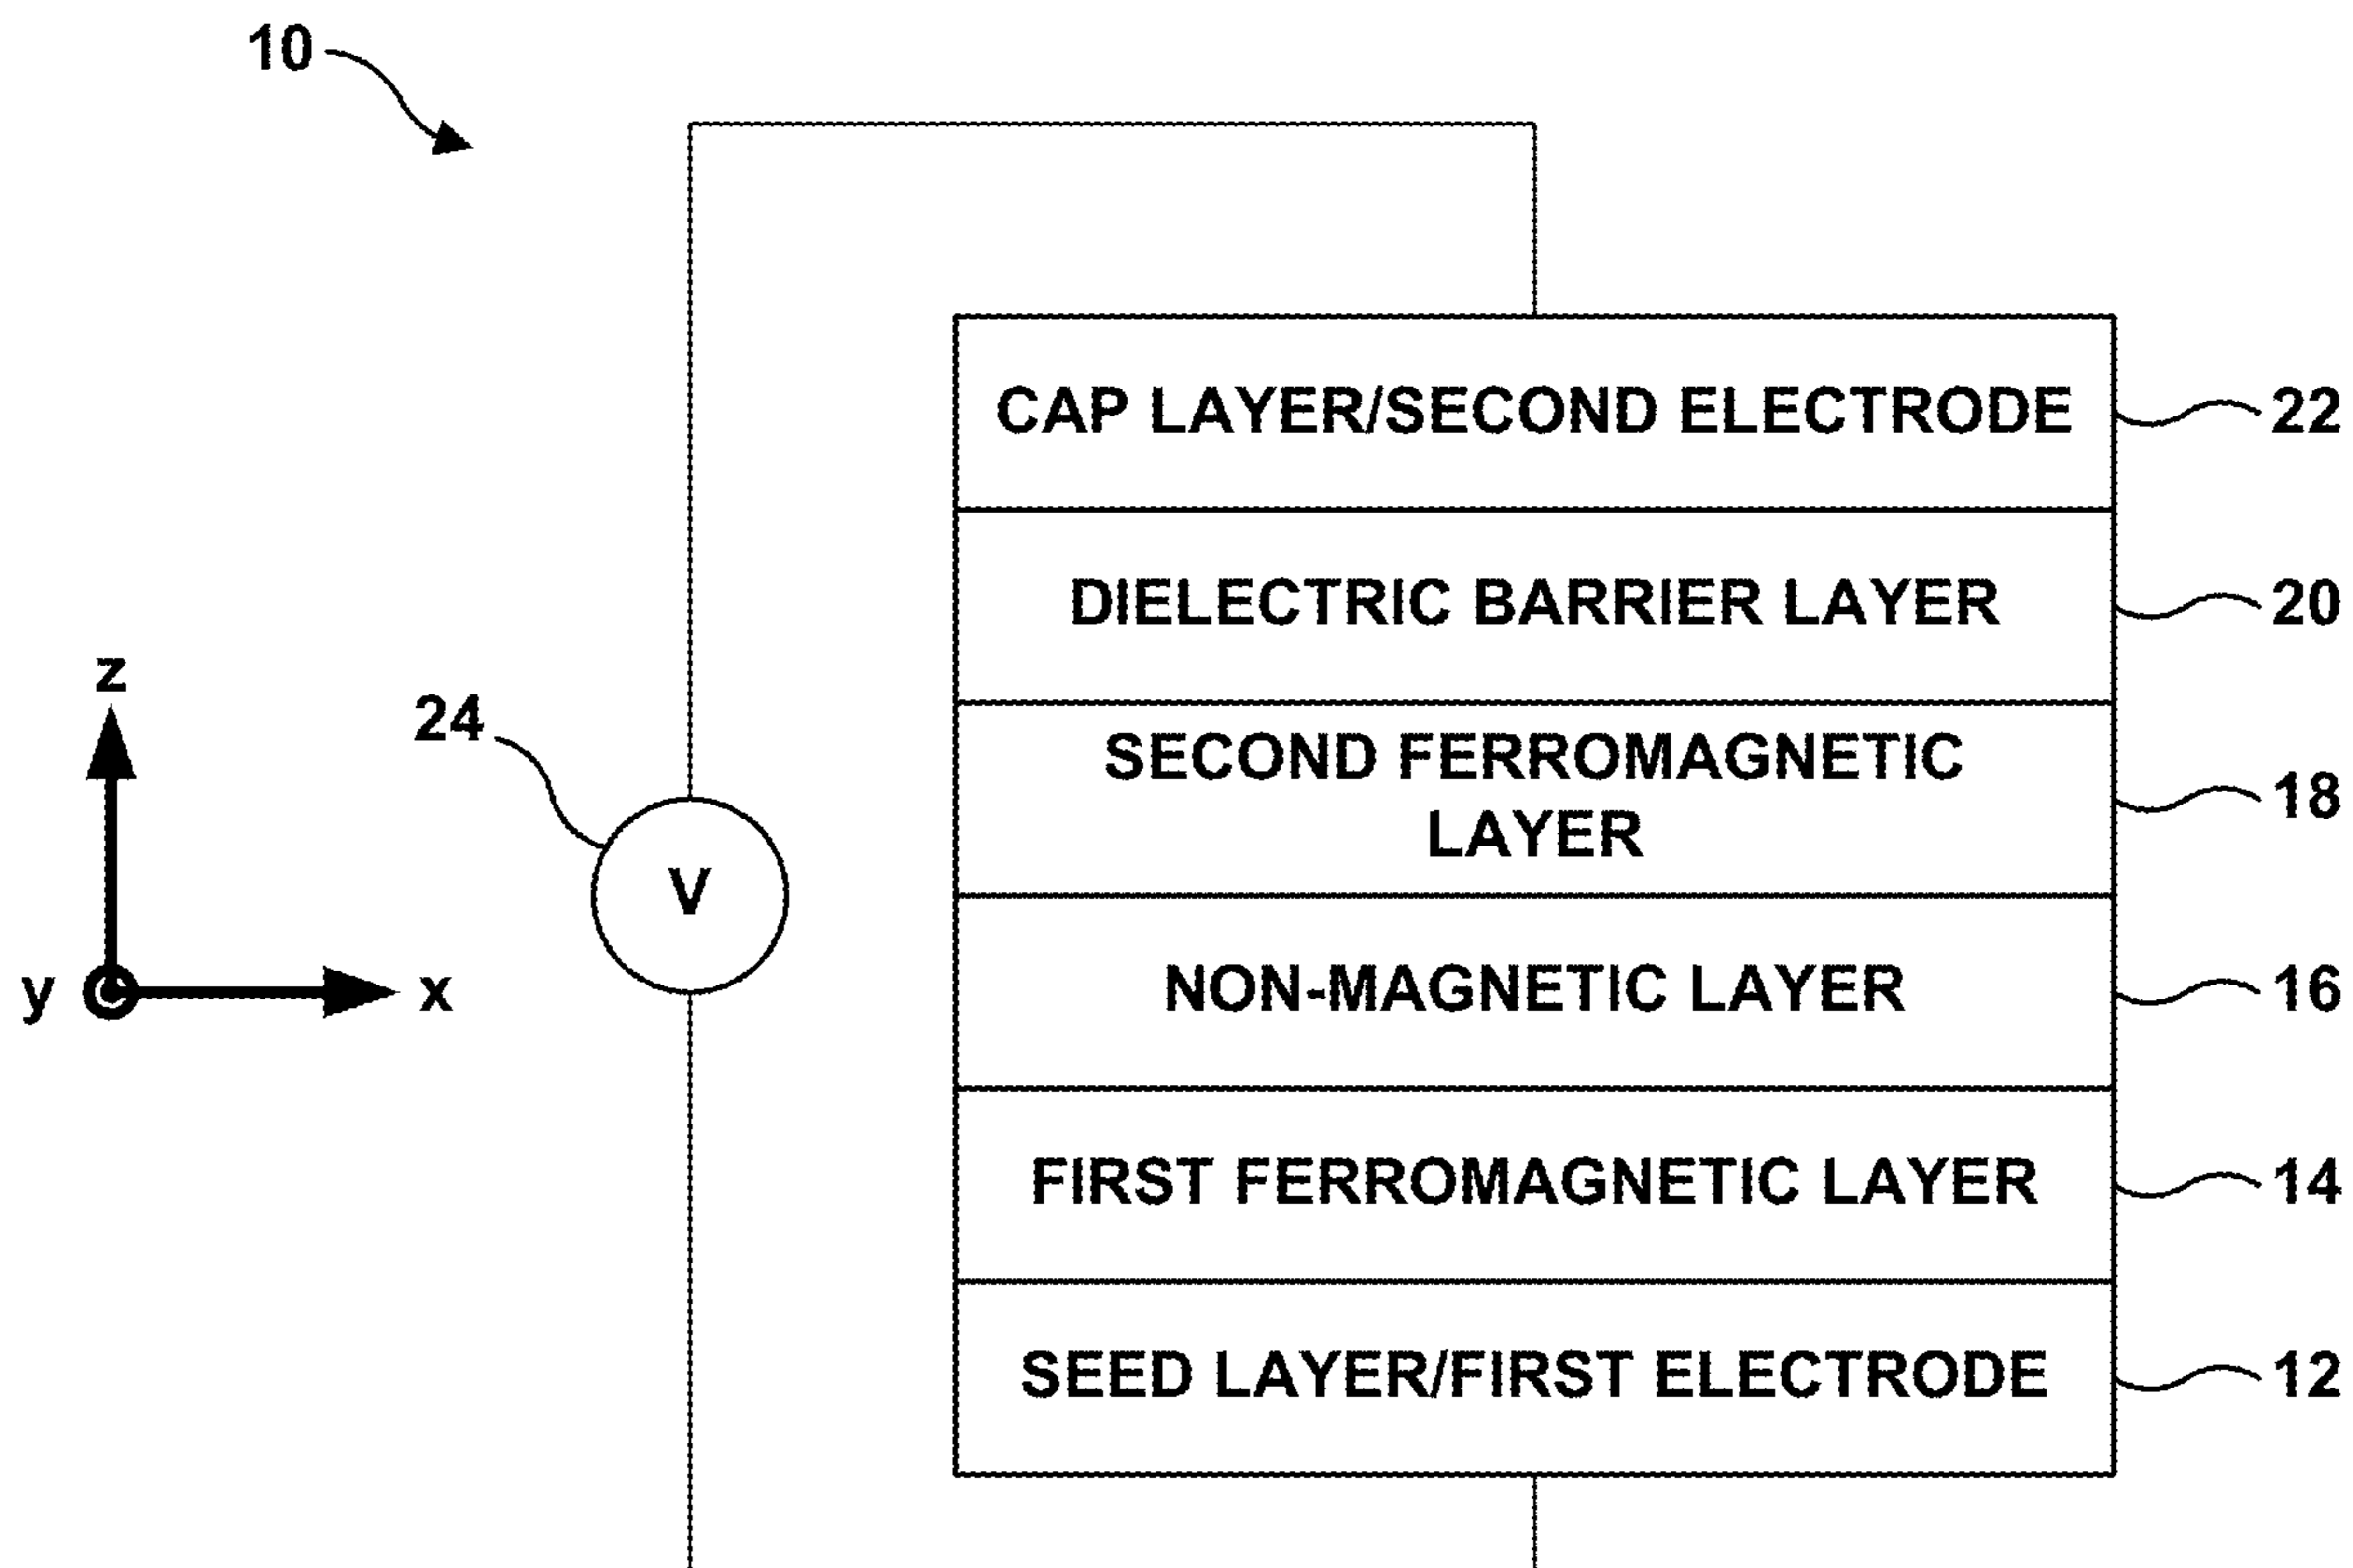 10
CAP LAYER/SECOND ELECTRODE 22
DIELECTRIC BARRIER LAYER 20
z
24
SECOND FERROMAGNETIC
LAYER
18
V
y x
NON-MAGNETIC LAYER 16
FIRST FERROMAGNETIC LAYER 14
SEED LAYER/FIRST ELECTRODE 12